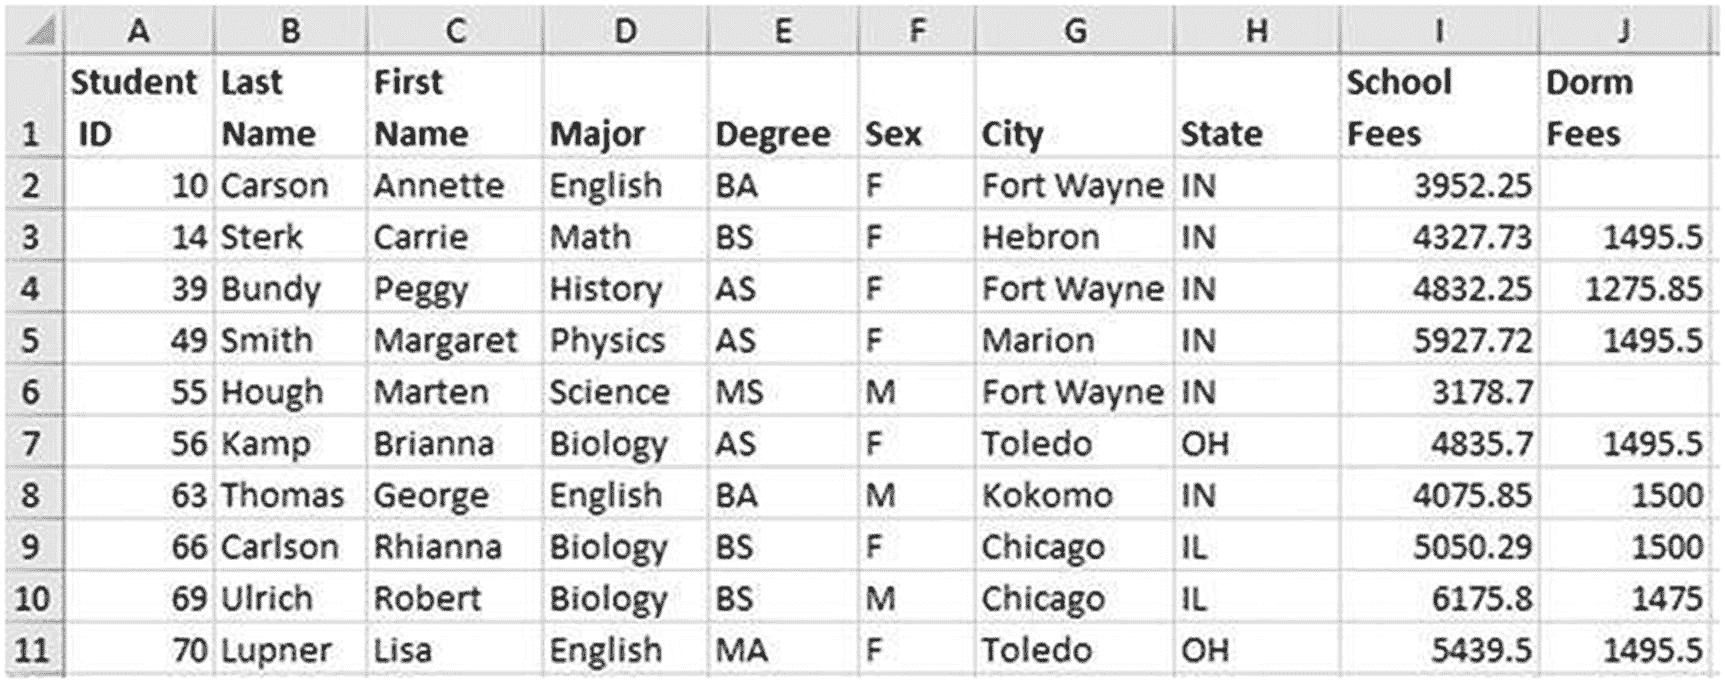 A B C D E F G H I J
Student Last First School Dorm
1 ID Name Name Major Degree Sex City State Fees Fees
2 10 Carson Annette English BA F Fort Wayne IN 3952.25
3 14 Sterk Carrie Math BS F Hebron IN 4327.73 1495.5
4 39 Bundy Peggy History AS F Fort Wayne IN 4832.25 1275.85
5 49 Smith Margaret Physics AS F Marion IN 5927.72 1495.5
6 55 Hough Marten Science MS M Fort Wayne IN 3178.7
7 56 Kamp Brianna Biology AS F Toledo OH 4835.7 1495.5
8 63 Thomas George English BA M Kokomo IN 4075.85 1500
9 66 Carlson Rhianna Biology BS F Chicago IL 5050.29 1500
10 69 Ulrich Robert Biology BS M Chicago IL 6175.8 1475
11 70 Lupner Lisa English MA F Toledo OH 5439.5 1495.5